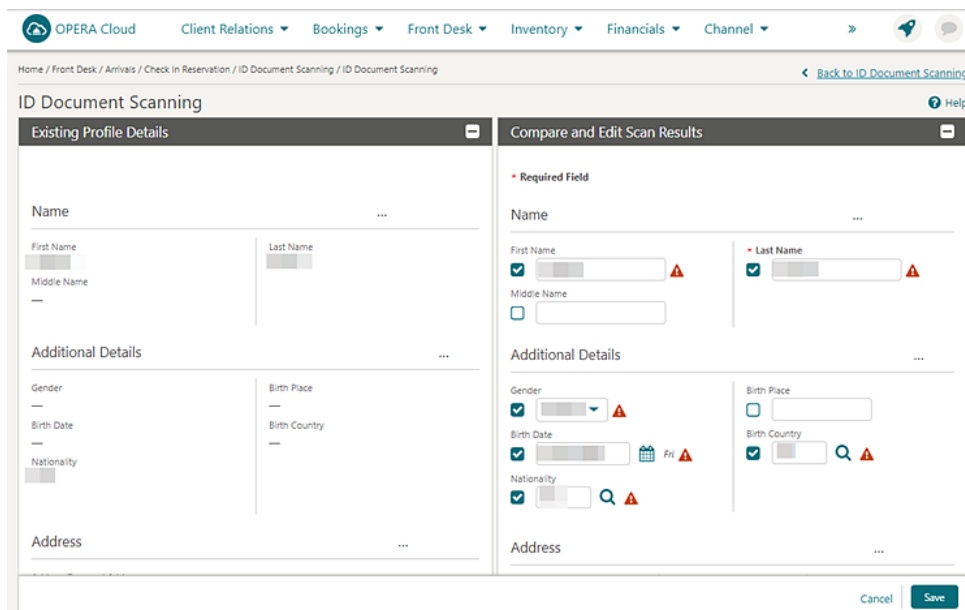 OPERA Cloud Client Relations Bookings Front Desk Inventory Financials Channel »
Home / Front Desk / Arrivals / Check In Reservation / ID Document Scanning / ID Document Scanning
Back to ID Document Scanning
ID Document Scanning
Help
Existing Profile Details
Name ...
First Name Last Name
Middle Name
—
Additional Details ...
Gender Birth Place
— —
Birth Date Birth Country
— —
Nationality
Address ...
Compare and Edit Scan Results
* Required Field
Name ...
First Name * Last Name
Middle Name
Additional Details ...
Gender Birth Place
Birth Date Birth Country
Fri
Nationality
Address ...
Cancel Save